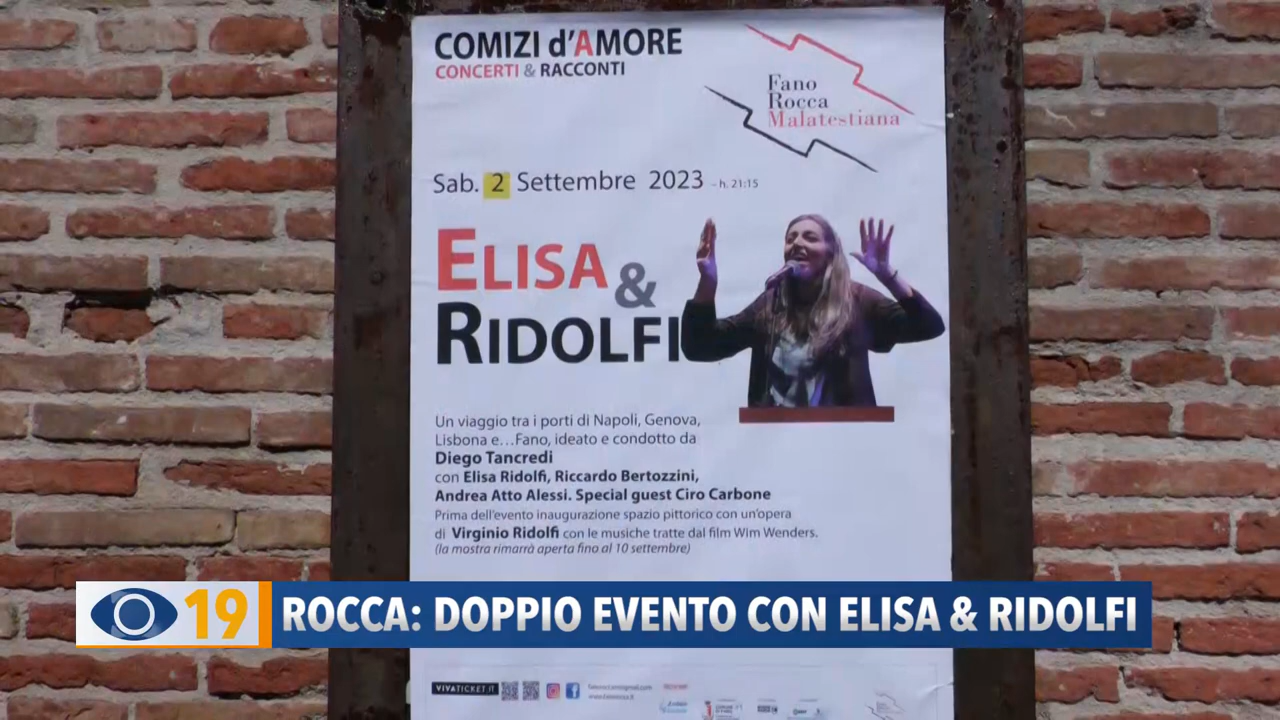 COMIZI d'AMORE
CONCERTI & RACCONTI
Fano
Rocca
Malatestiana
Sab. 2 Settembre 2023 - h. 21:15
ELISA
&
RIDOLFI
Un viaggio tra i porti di Napoli, Genova,
Lisbona e...Fano, ideato e condotto da
Diego Tancredi
con Elisa Ridolfi, Riccardo Bertozzini,
Andrea Atto Alessi. Special guest Ciro Carbone
Prima dell'evento inaugurazione spazio pittorico con un'opera
di Virginio Ridolfi con le musiche tratte dal film Wim Wenders.
(la mostra rimarrà aperta fino al 10 settembre)
19
ROCCA: DOPPIO EVENTO CON ELISA & RIDOLFI
VIVATICKET.IT